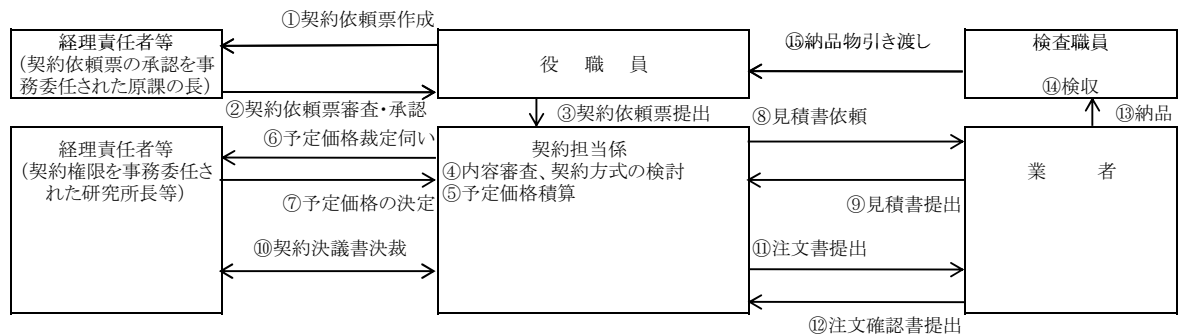 ①契約依頼票作成
経理責任者等
(契約依頼票の承認を事
務委任された原課の長)
役　職　員
⑮納品物引き渡し
検査職員
⑭検収
②契約依頼票審査・承認
③契約依頼票提出
⑧見積書依頼
⑬納品
経理責任者等
(契約権限を事務委任さ
れた研究所長等)
⑥予定価格裁定伺い
契約担当係
④内容審査、契約方式の検討
⑤予定価格積算
業　　者
⑦予定価格の決定
⑨見積書提出
⑩契約決議書決裁
⑪注文書提出
⑫注文確認書提出